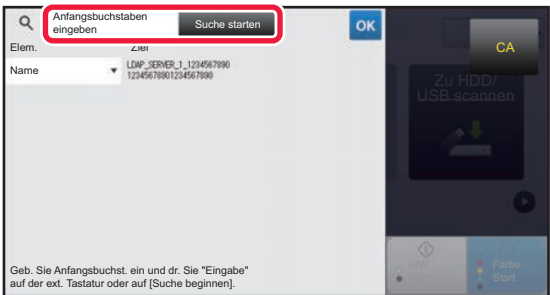 Anfangsbuchstaben
eingeben
Suche starten
OK
CA
Elem.
Ziel
Name
LDAP_SERVER_1_1234567890
12345678901234567890
Zu HDD/
USB scannen
Geb. Sie Anfangsbuchst. ein und dr. Sie "Eingabe"
auf der ext. Tastatur oder auf [Suche beginnen].
Farbe
Start